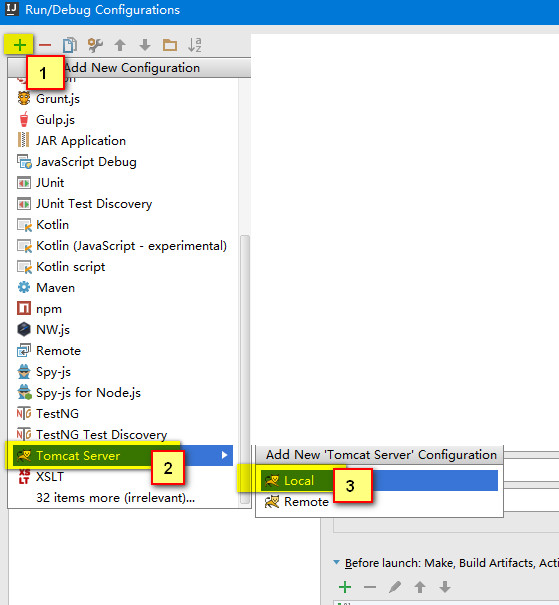 IJ Run/Debug Configurations
1
Add New Configuration
Grunt.js
Gulp.js
JAR Application
JavaScript Debug
JUnit
JUnit Test Discovery
Kotlin
Kotlin (JavaScript - experimental)
Kotlin script
Maven
npm
NW.js
Remote
Spy-js
Spy-js for Node.js
TestNG
TestNG Test Discovery
Tomcat Server
2
XSLT
32 items more (irrelevant)...
Add New 'Tomcat Server' Configuration
Local
3
Remote
Before launch: Make, Build Artifacts, Acti